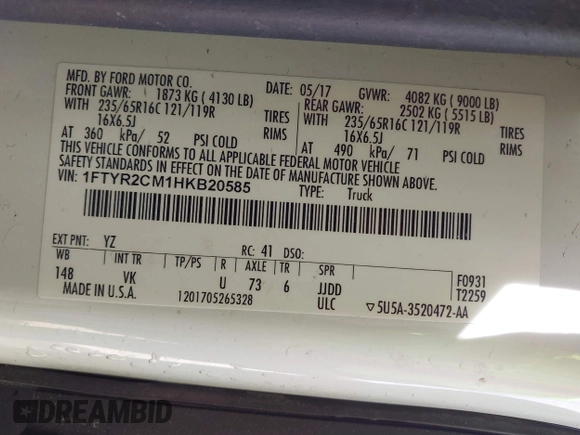 MFD. BY FORD MOTOR CO.
DATE: 05/17 GVWR: 4082 KG ( 9000 LB)
FRONT GAWR: 1873 KG ( 4130 LB) REAR GAWR: 2502 KG ( 5515 LB)
WITH 235/65R16C 121/119R TIRES WITH 235/65R16C 121/119R TIRES
16X6.5J RIMS 16X6.5J RIMS
AT 360 kPa/ 52 PSI COLD AT 490 kPa/ 71 PSI COLD
THIS VEHICLE CONFORMS TO ALL APPLICABLE FEDERAL MOTOR VEHICLE
SAFETY STANDARDS IN EFFECT ON THE DATE OF MANUFACTURE SHOWN ABOVE.
VIN: 1FTYR2CM1HKB20585
TYPE: Truck
EXT PNT: YZ RC: 41 DSO:
WB INT TR TP/PS R AXLE TR SPR
148 VK U 73 6 JJDD
F0931
T2259
MADE IN U.S.A. 1201705265328 ULC ▽5U5A-3520472-AA
DREAMBID